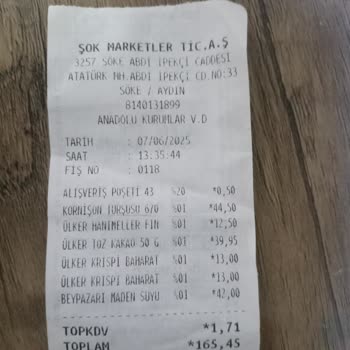 ŞOK MARKETLER TİC.A.Ş
3257 SÖKE ABDİ İPEKÇİ CADDESİ
ATATÜRK MH.ABDİ İPEKÇİ CD.NO:33
SÖKE / AYDIN
8140131899
ANADOLU KURUMLAR V.D
TARİH : 07/06/2025
SAAT : 13:35:44
FİŞ NO : 0118
ALIŞVERİŞ POŞETİ 43 %20 *0,50
KORNİŞON TURŞUSU 670 %01 *44,50
ÜLKER HANIMELLER FIN %01 *12,50
ÜLKER TOZ KAKAO 50 G %01 *39,95
ÜLKER KRİSPİ BAHARAT %01 *13,00
ÜLKER KRİSPİ BAHARAT %01 *13,00
BEYPAZARI MADEN SUYU %01 *42,00
TOPKDV *1,71
TOPLAM *165,45